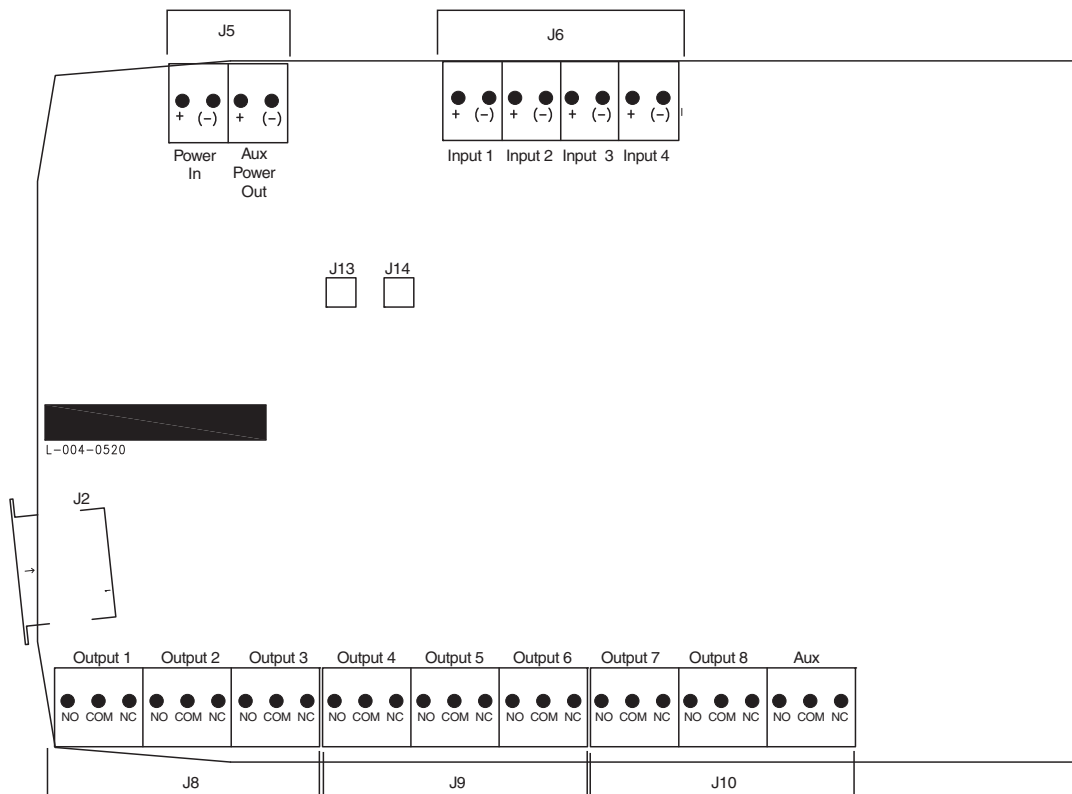 J5
J6
+ (-) + (-)
+ (-) + (-) + (-) + (-)
Power
In
Aux
Power
Out
Input 1 Input 2 Input 3 Input 4
J13 J14
L-004-0520
J2
Output 1 Output 2 Output 3 Output 4 Output 5 Output 6 Output 7 Output 8 Aux
NO COM NC NO COM NC NO COM NC NO COM NC NO COM NC NO COM NC NO COM NC NO COM NC NO COM NC
J8 J9 J10